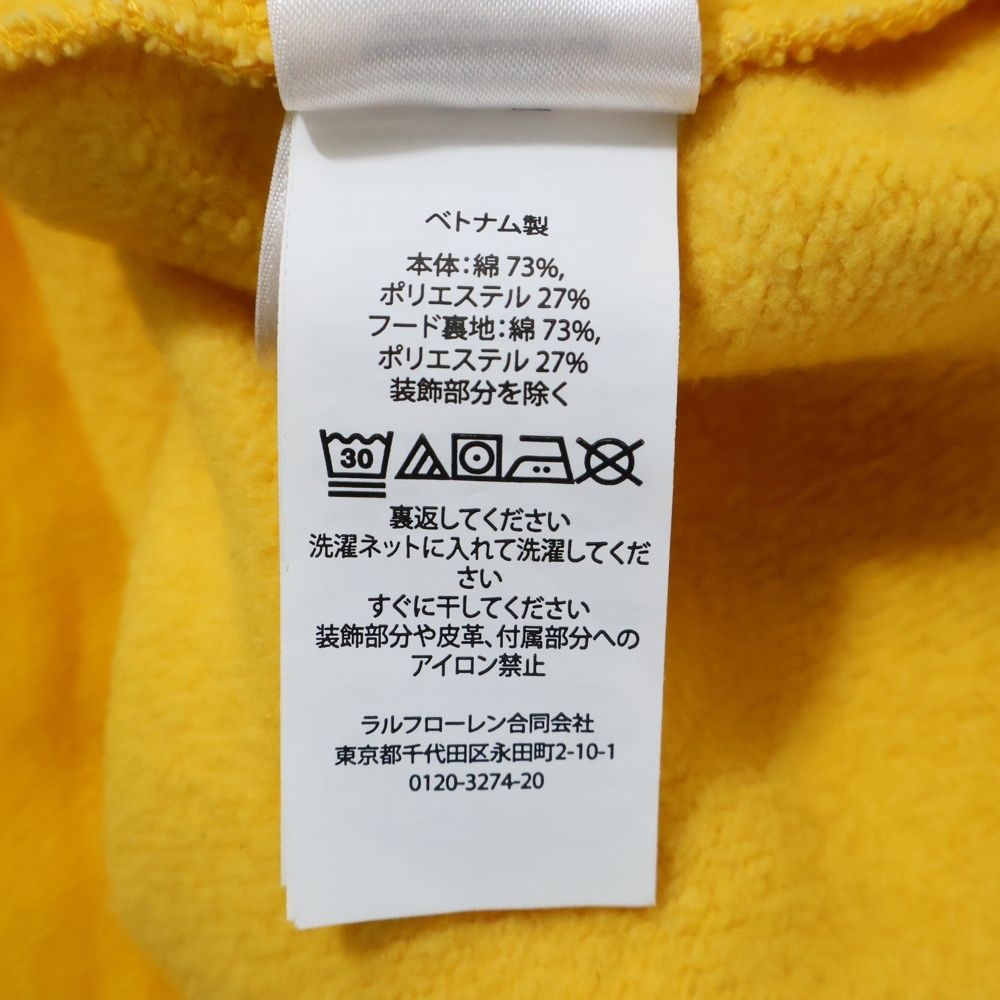 ベトナム製
本体:綿 73%,
ポリエステル 27%
フード裏地:綿 73%,
ポリエステル 27%
装飾部分を除く
30
裏返してください
洗濯ネットに入れて洗濯してくだ
さい
すぐに干してください
装飾部分や皮革、付属部分への
アイロン禁止
ラルフローレン合同会社
東京都千代田区永田町2-10-1
0120-3274-20